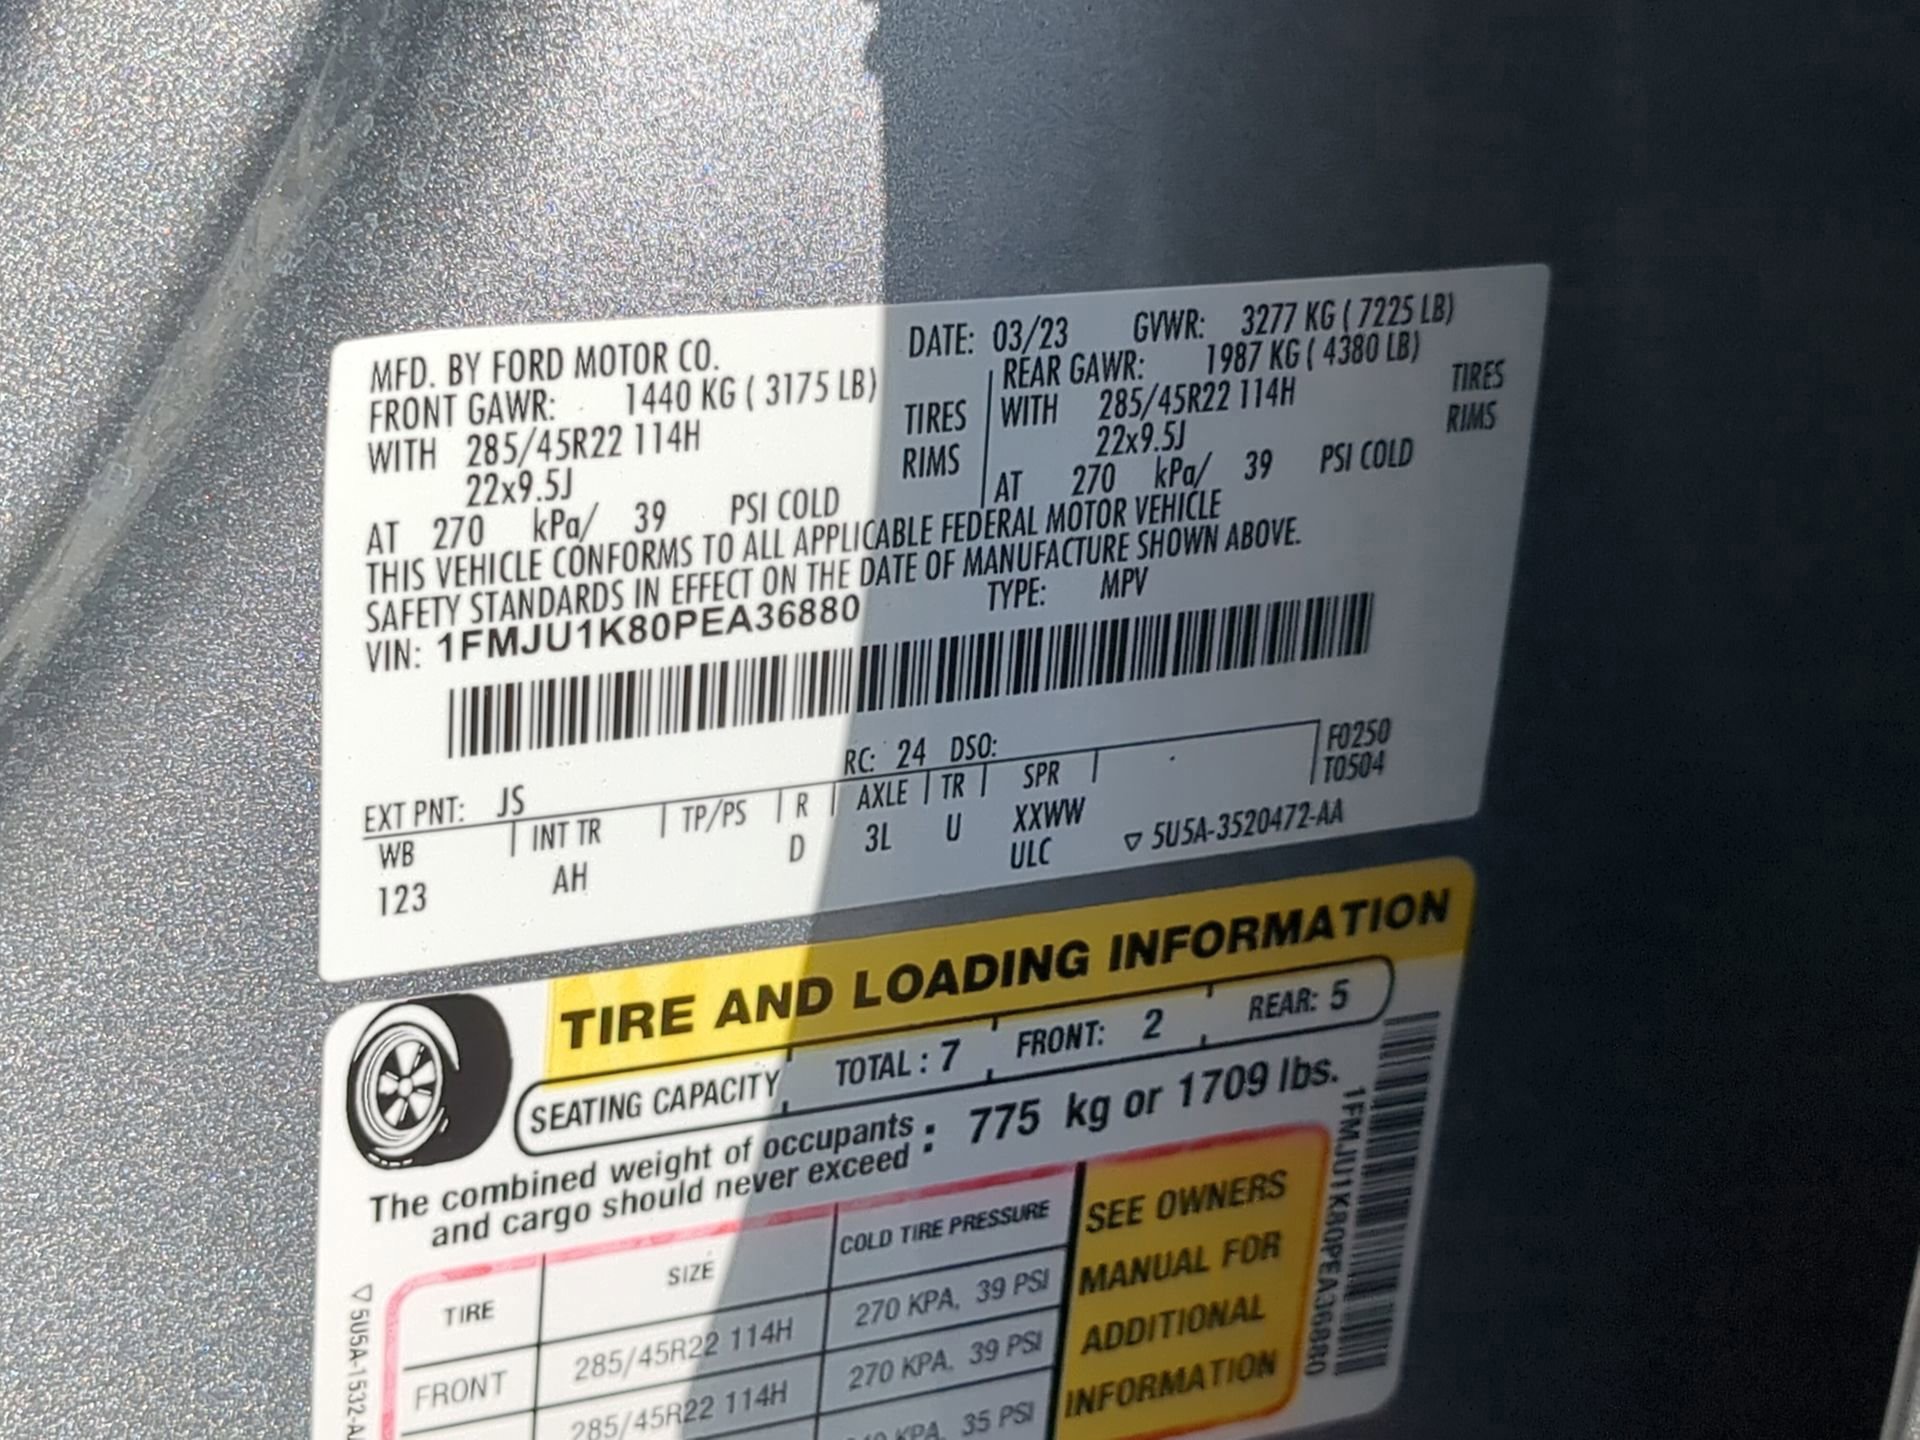 MFD. BY FORD MOTOR CO.
DATE: 03/23 GVWR: 3277 KG ( 7225 LB)
FRONT GAWR: 1440 KG ( 3175 LB)
REAR GAWR: 1987 KG ( 4380 LB)
WITH 285/45R22 114H TIRES
WITH 285/45R22 114H TIRES
22x9.5J RIMS
22x9.5J RIMS
AT 270 kPa/ 39 PSI COLD
AT 270 kPa/ 39 PSI COLD
THIS VEHICLE CONFORMS TO ALL APPLICABLE FEDERAL MOTOR VEHICLE
SAFETY STANDARDS IN EFFECT ON THE DATE OF MANUFACTURE SHOWN ABOVE.
VIN: 1FMJU1K80PEA36880 TYPE: MPV
EXT PNT: JS RC: 24 DSO: F0250
WB INT TR TP/PS R AXLE TR SPR T0504
123 AH D 3L U XXWW
ULC ▽ 5U5A-3520472-AA
TIRE AND LOADING INFORMATION
SEATING CAPACITY TOTAL : 7 FRONT: 2 REAR: 5
The combined weight of occupants
and cargo should never exceed : 775 kg or 1709 lbs.
TIRE SIZE COLD TIRE PRESSURE
FRONT 285/45R22 114H 270 KPA, 39 PSI
285/45R22 114H 270 KPA, 39 PSI
KPA, 35 PSI
SEE OWNERS
MANUAL FOR
ADDITIONAL
INFORMATION
1FMJU1K80PEA36880
▽ 5U5A-1532-A